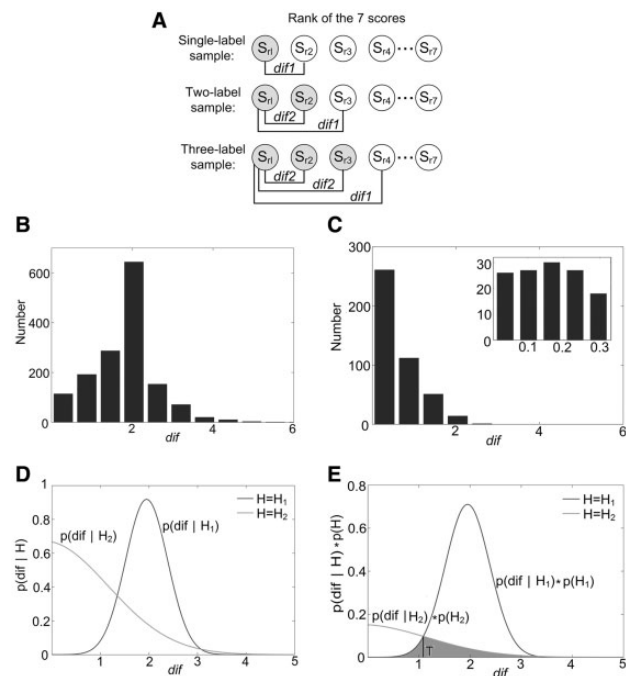 A
Rank of the 7 scores
Single-label sample: Sr1 Sr2 Sr3 Sr4 ··· Sr7
dif1
Two-label sample: Sr1 Sr2 Sr3 Sr4 ··· Sr7
dif2
dif1
Three-label sample: Sr1 Sr2 Sr3 Sr4 ··· Sr7
dif2
dif2
dif1
B
Number
600
400
200
0
2 4 6
dif
C
Number
300
200
100
0
0 2 4 6
dif
30
20
10
0
0.1 0.2 0.3
D
p(dif | H)
1
0.8
0.6
0.4
0.2
0
1 2 3 4 5
dif
H=H₁
H=H₂
p(dif | H₂)
p(dif | H₁)
E
p(dif | H)*p(H)
0.8
0.6
0.4
0.2
0
0 1 2 3 4 5
dif
H=H₁
H=H₂
p(dif | H₁)*p(H₁)
p(dif |H₂) *p(H₂)
T